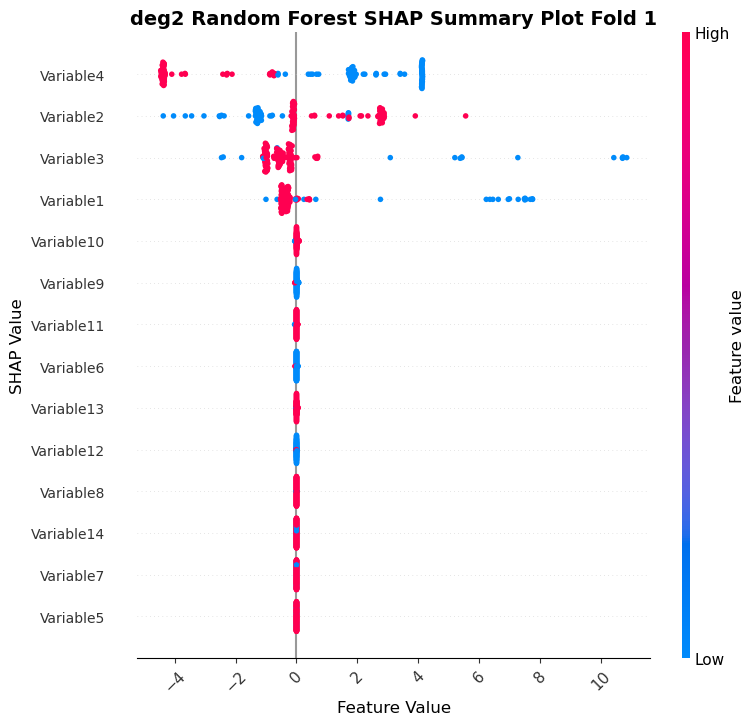 deg2 Random Forest SHAP Summary Plot Fold 1
High
Variable4
Variable2
Variable3
Variable1
Variable10
Variable9
Variable11
Variable6
Variable13
Variable12
Variable8
Variable14
Variable7
Variable5
SHAP Value
Feature value
Low
−4
−2
0
2
4
6
8
10
Feature Value